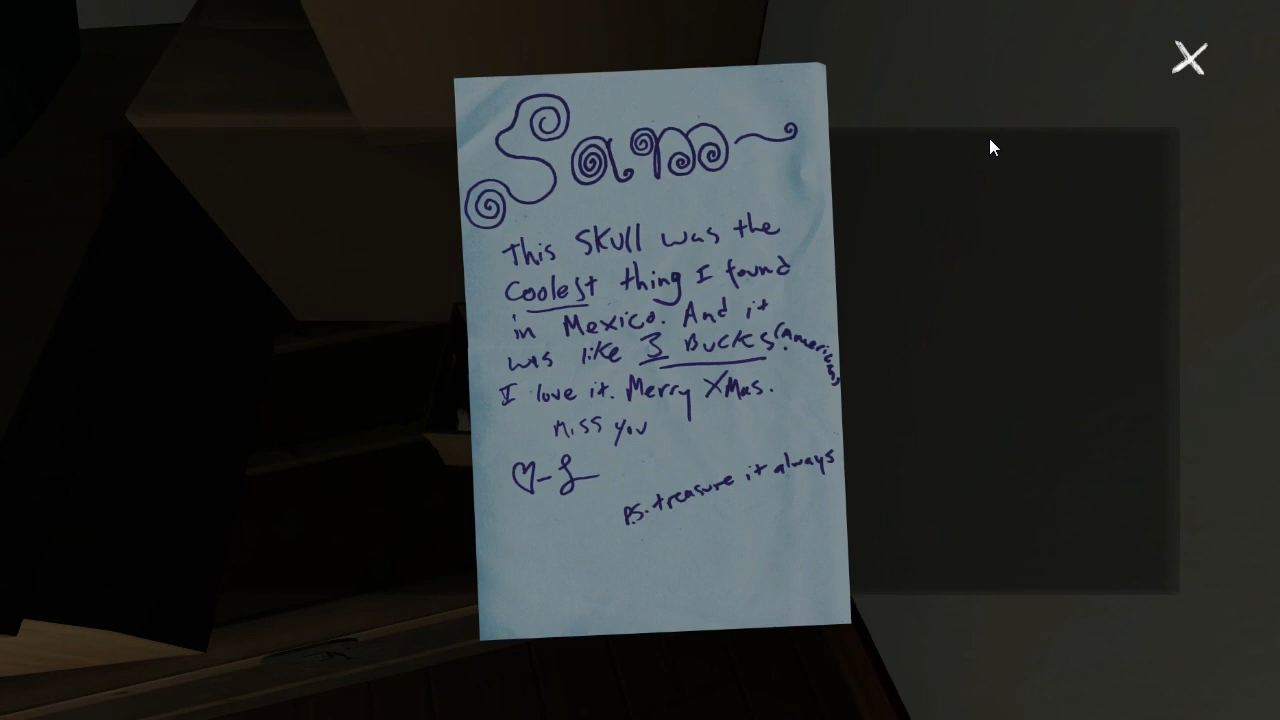 Sam
This Skull was the
Coolest thing I found
in Mexico. And it
was like 3 BUCKS. (American)
I love it. Merry XMas.
Miss you
♡-L
P.S. treasure it always